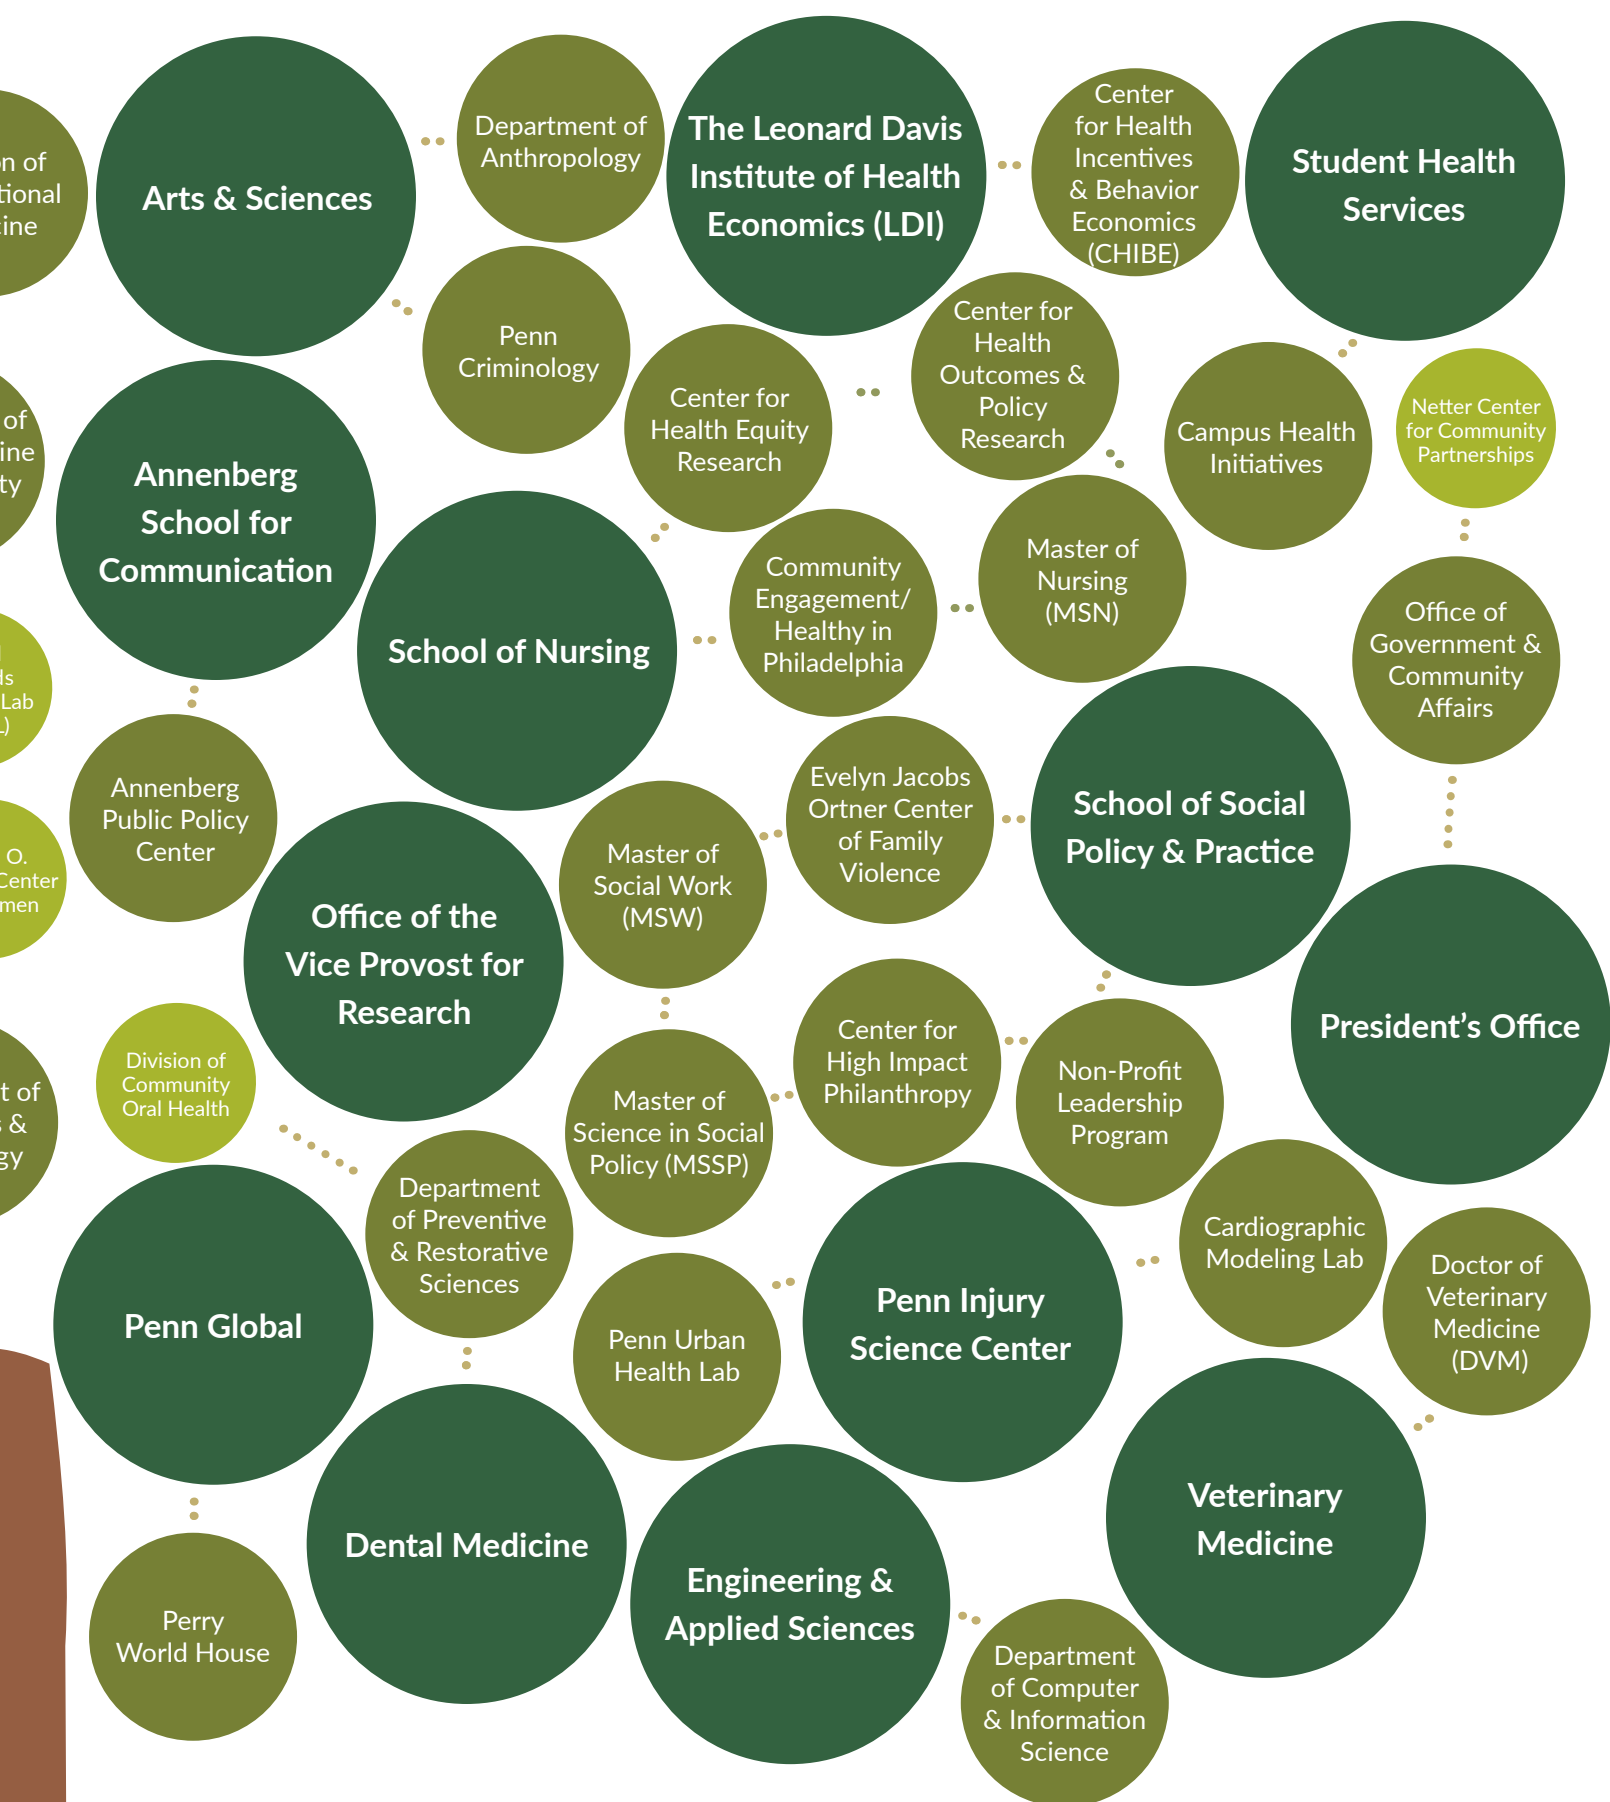 Arts & Sciences
Department of
Anthropology
The Leonard Davis
Institute of Health
Economics (LDI)
Center
for Health
Incentives
& Behavior
Economics
(CHIBE)
Student Health
Services
Penn
Criminology
Center for
Health Equity
Research
Center for
Health
Outcomes &
Policy
Research
Campus Health
Initiatives
Netter Center
for Community
Partnerships
of
Annenberg
School for
Communication
School of Nursing
Community
Engagement/
Healthy in
Philadelphia
Master of
Nursing
(MSN)
Office of
Government &
Community
Affairs
Lab
Annenberg
Public Policy
Center
Master of
Social Work
(MSW)
Evelyn Jacobs
Ortner Center
of Family
Violence
School of Social
Policy & Practice
O.
Center
Office of the
Vice Provost for
Research
President’s Office
Division of
Community
Oral Health
Master of
Science in Social
Policy (MSSP)
Center for
High Impact
Philanthropy
Non-Profit
Leadership
Program
of
&
Department
of Preventive
& Restorative
Sciences
Cardiographic
Modeling Lab
Doctor of
Veterinary
Medicine
(DVM)
Penn Global
Penn Urban
Health Lab
Penn Injury
Science Center
Dental Medicine
Veterinary
Medicine
Engineering &
Applied Sciences
Perry
World House
Department
of Computer
& Information
Science